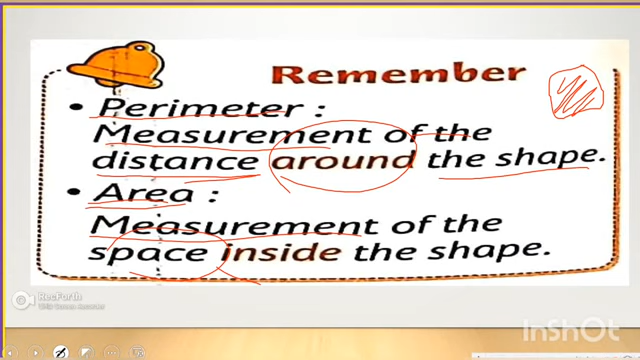 Remember
• Perimeter :
Measurement of the
distance around the shape.
• Area :
Measurement of the
space inside the shape.
RecForth
InShOt